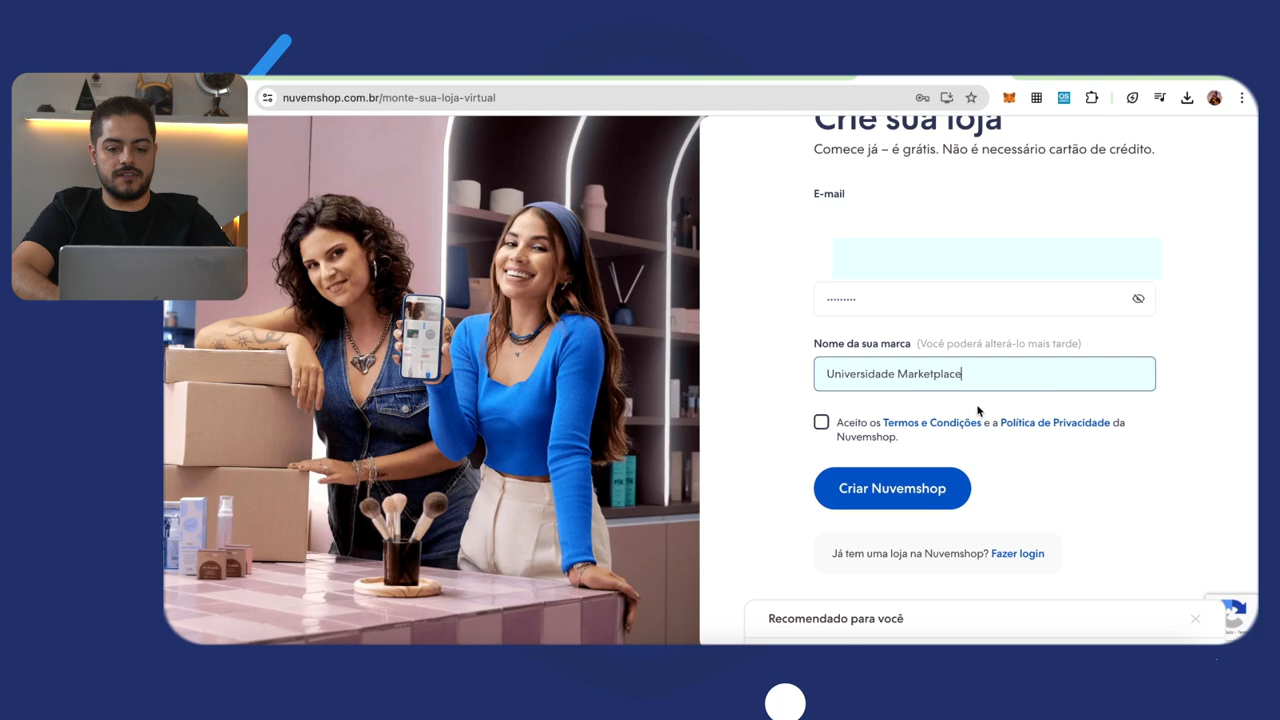 nuvemshop.com.br/monte-sua-loja-virtual
Crie sua loja
Comece já – é grátis. Não é necessário cartão de crédito.
E-mail
Nome da sua marca (Você poderá alterá-lo mais tarde)
Universidade Marketplace
Aceito os Termos e Condições e a Política de Privacidade da
Nuvemshop.
Criar Nuvemshop
Já tem uma loja na Nuvemshop? Fazer login
Recomendado para você